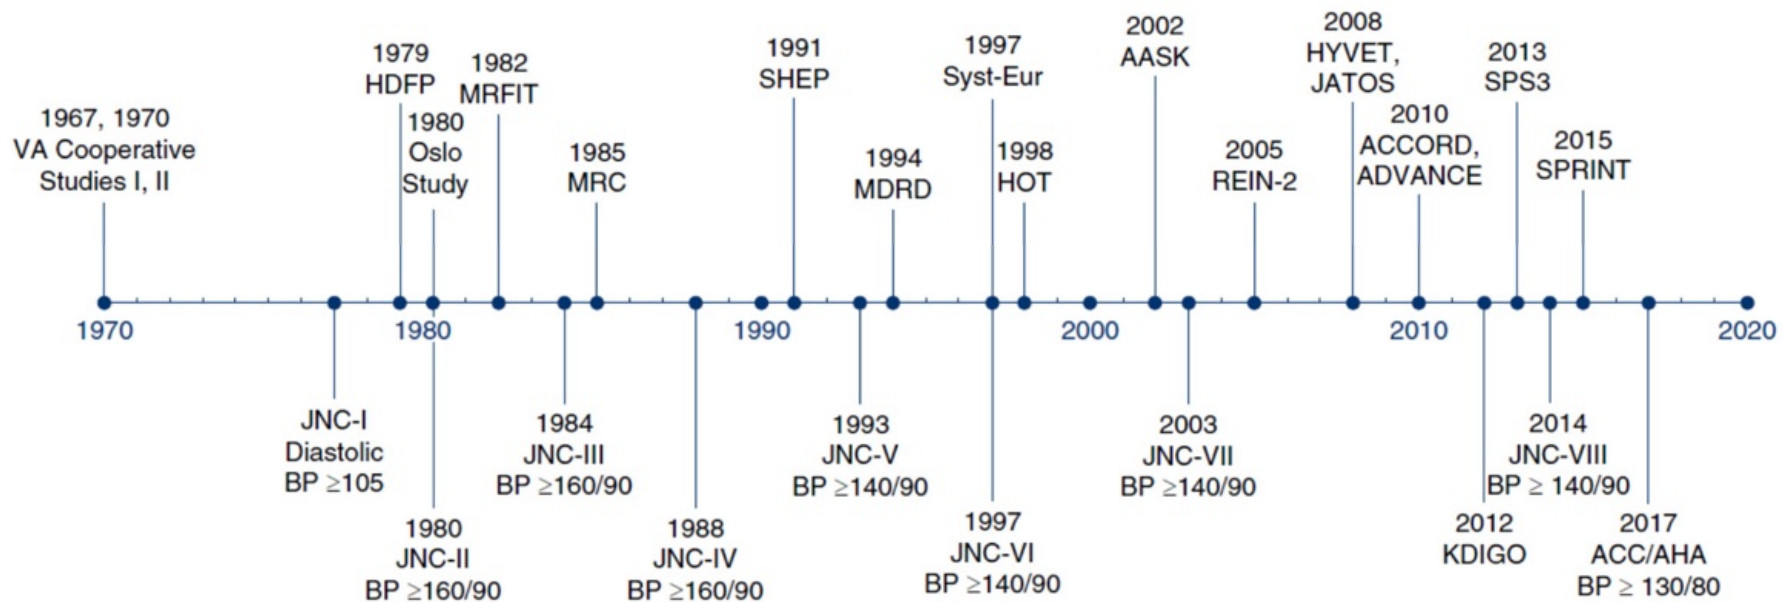 1967, 1970
VA Cooperative
Studies I, II
1979
HDFP
1980
Oslo
Study
1982
MRFIT
1985
MRC
1991
SHEP
1994
MDRD
1997
Syst-Eur
1998
HOT
2002
AASK
2005
REIN-2
2008
HYVET,
JATOS
2010
ACCORD,
ADVANCE
2013
SPS3
2015
SPRINT
1970
1980
1990
2000
2010
2020
JNC-I
Diastolic
BP ≥105
1980
JNC-II
BP ≥160/90
1984
JNC-III
BP ≥160/90
1988
JNC-IV
BP ≥160/90
1993
JNC-V
BP ≥140/90
1997
JNC-VI
BP ≥140/90
2003
JNC-VII
BP ≥140/90
2012
KDIGO
2014
JNC-VIII
BP ≥ 140/90
2017
ACC/AHA
BP ≥ 130/80